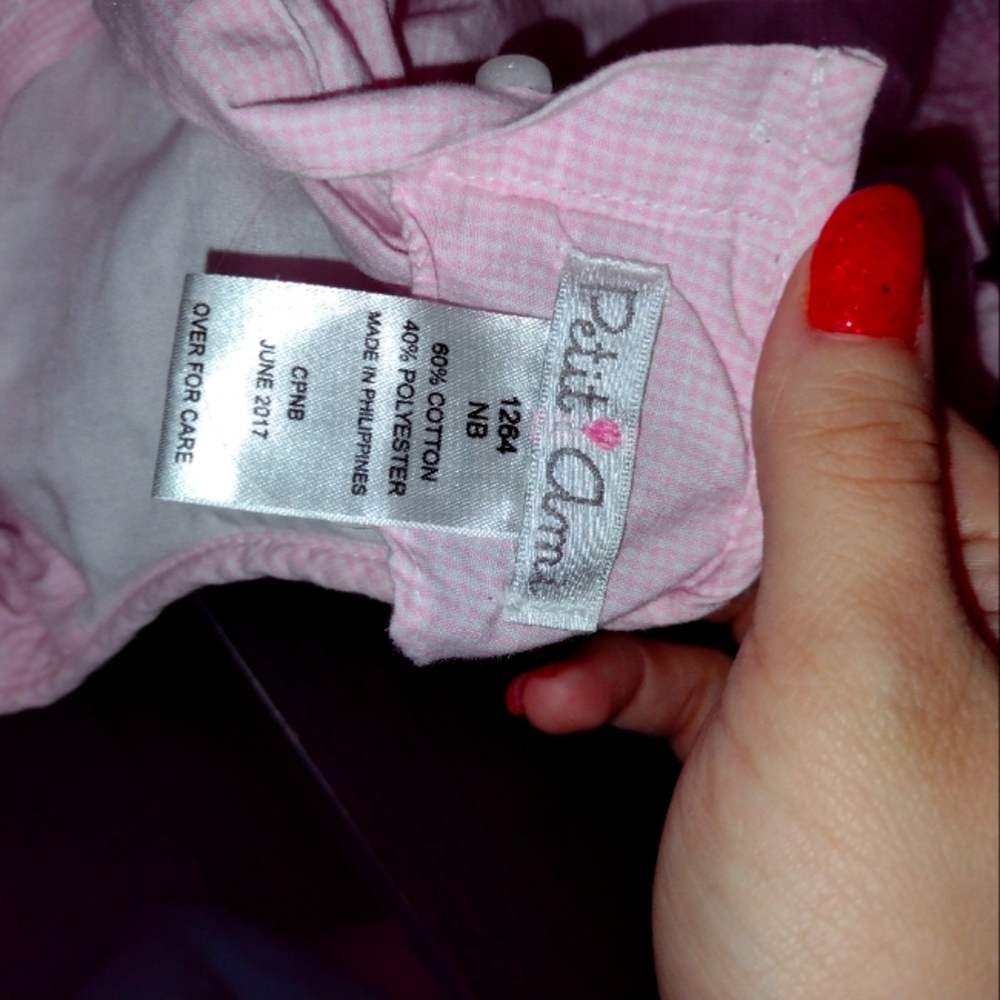 Petit Ami
1264
NB
60% COTTON
40% POLYESTER
MADE IN PHILIPPINES
CPNB
JUNE 2017
OVER FOR CARE